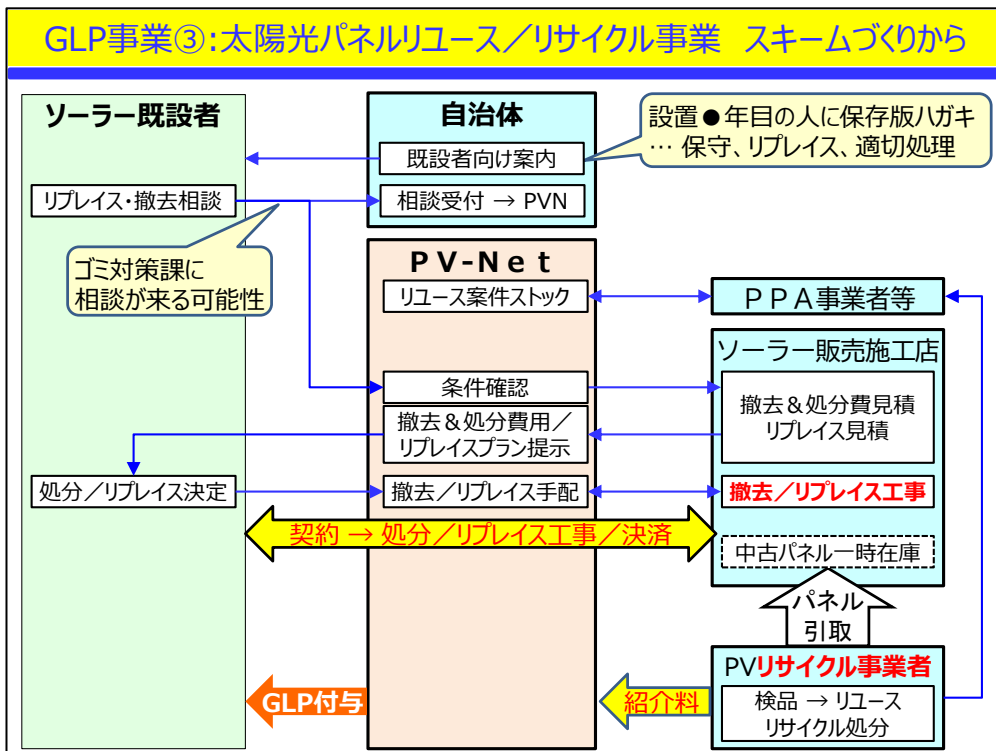 GLP事業③:太陽光パネルリユース／リサイクル事業　スキームづくりから
ソーラー既設者
自治体
設置●年目の人に保存版ハガキ
… 保守、リプレイス、適切処理
既設者向け案内
リプレイス・撤去相談
相談受付 → PVN
ゴミ対策課に
相談が来る可能性
ＰＶ-Ｎｅｔ
リユース案件ストック
ＰＰＡ事業者等
ソーラー販売施工店
条件確認
撤去＆処分費見積
リプレイス見積
撤去＆処分費用／
リプレイスプラン提示
処分／リプレイス決定
撤去／リプレイス手配
撤去／リプレイス工事
契約 → 処分／リプレイス工事／決済
中古パネル一時在庫
パネル
引取
PVリサイクル事業者
GLP付与
紹介料
検品 → リユース
リサイクル処分